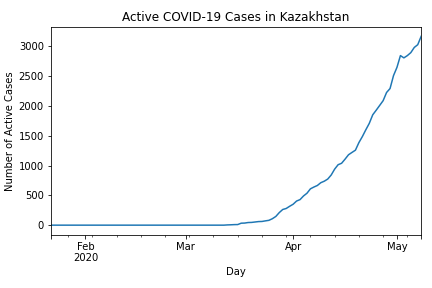 Active COVID-19 Cases in Kazakhstan
Number of Active Cases
3000
2500
2000
1500
1000
500
0
Feb
2020
Mar
Apr
May
Day